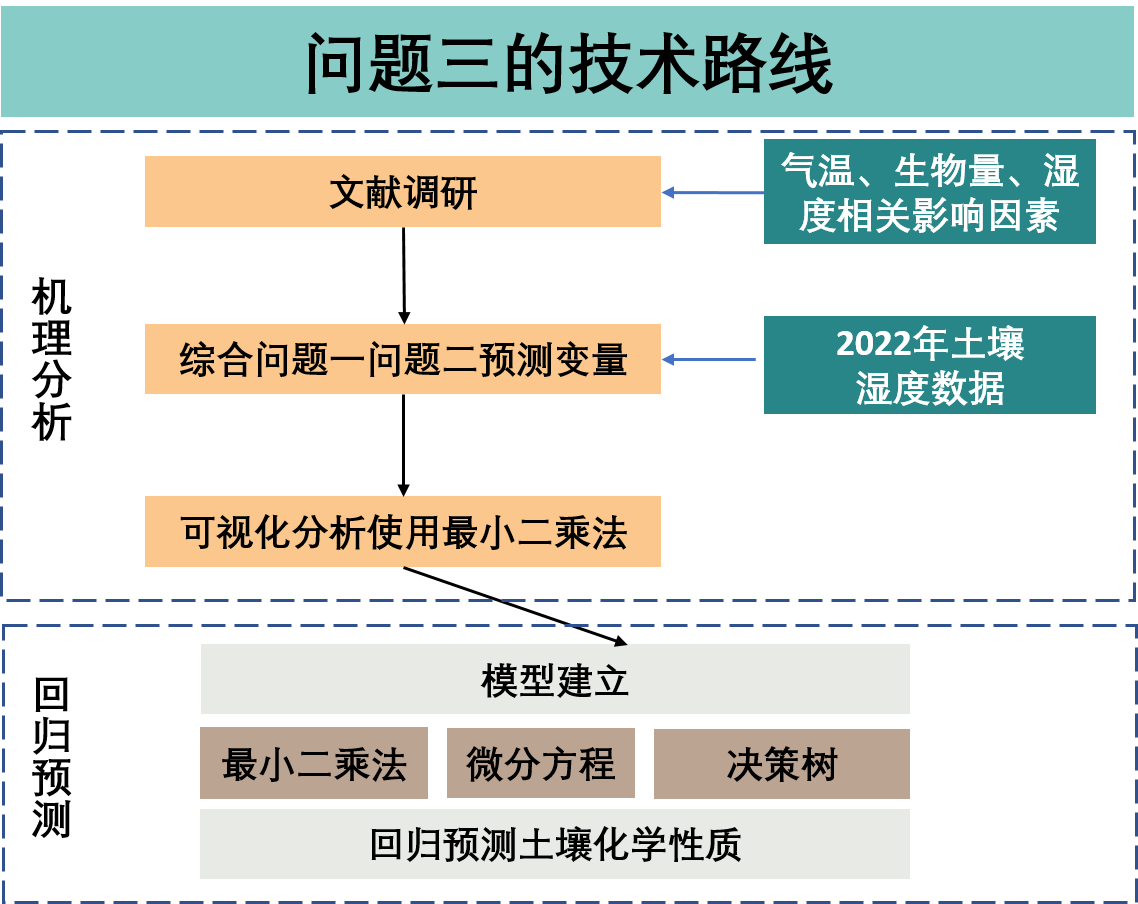 问题三的技术路线
机理分析
文献调研
气温、生物量、湿
度相关影响因素
综合问题一问题二预测变量
2022年土壤
湿度数据
可视化分析使用最小二乘法
回归预测
模型建立
最小二乘法
微分方程
决策树
回归预测土壤化学性质